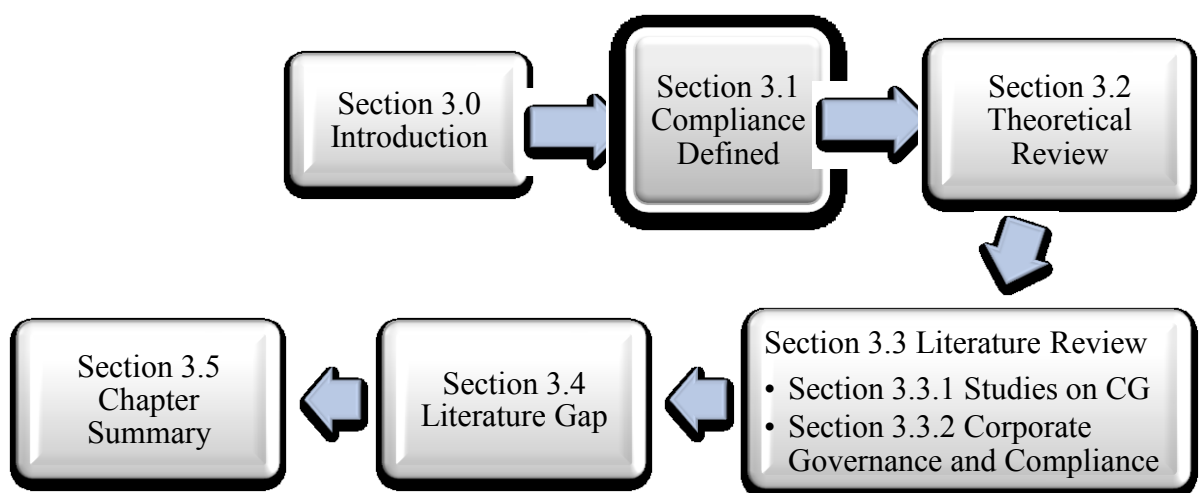 Section 3.0
Introduction
Section 3.1
Compliance
Defined
Section 3.2
Theoretical
Review
Section 3.3 Literature Review
• Section 3.3.1 Studies on CG
• Section 3.3.2 Corporate
Governance and Compliance
Section 3.4
Literature Gap
Section 3.5
Chapter
Summary